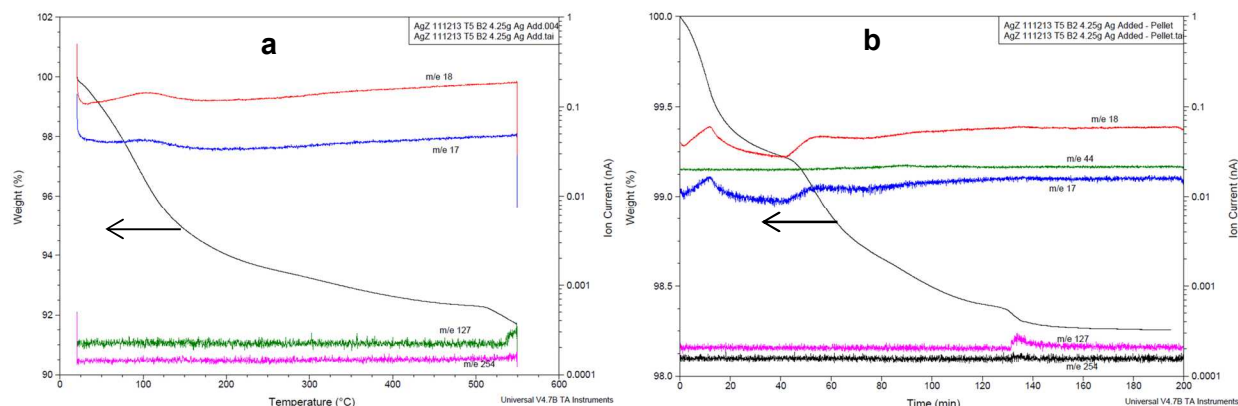 102
100
98
96
94
92
90
Weight (%)
a
AgZ 111213 T5 B2 4.25g Ag Add.004
AgZ 111213 T5 B2 4.25g Ag Add.tai
m/e 18
m/e 17
m/e 127
m/e 254
1
0.1
0.01
0.001
0.0001
Ion Current (nA)
0
100
200
300
400
500
600
Temperature (°C)
Universal V4.7B TA Instruments
100.0
99.5
99.0
98.5
98.0
Weight (%)
b
AgZ 111213 T5 B2 4.25g Ag Added - Pellet
AgZ 111213 T5 B2 4.25g Ag Added - Pellet.ta
m/e 18
m/e 44
m/e 17
m/e 127
m/e 254
1
0.1
0.01
0.001
0.0001
Ion Current (nA)
0
20
40
60
80
100
120
140
160
180
200
Time (min)
Universal V4.7B TA Instruments